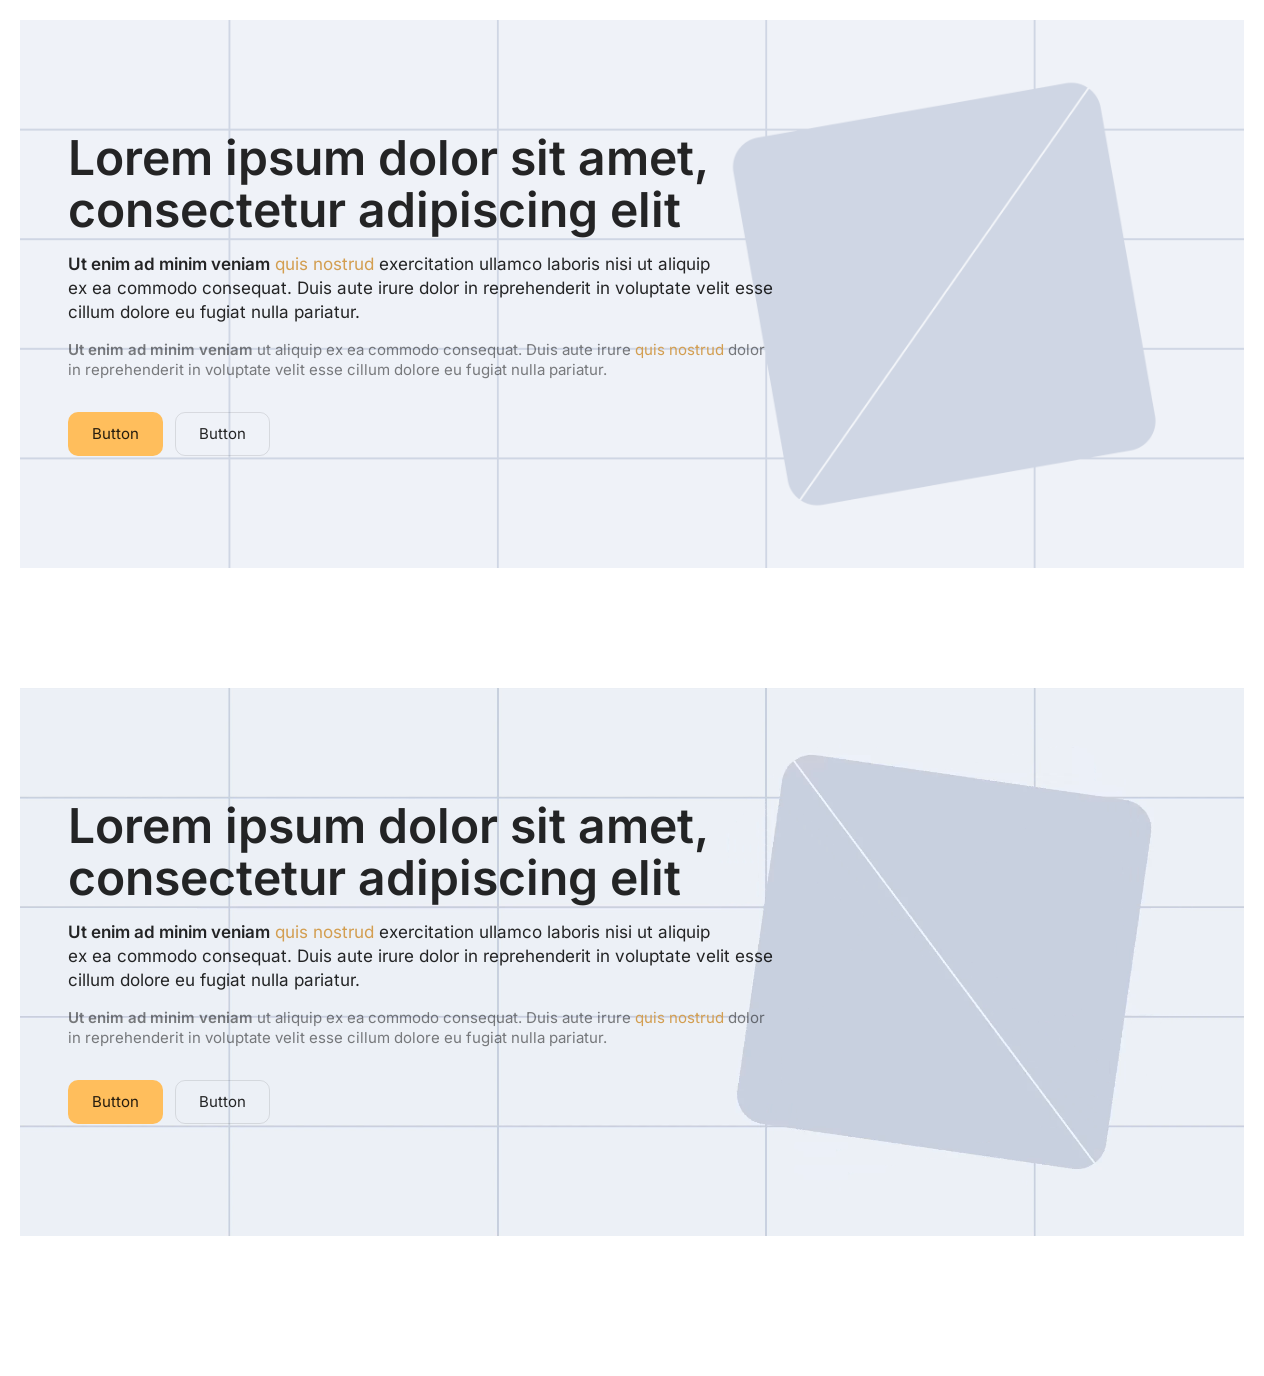 Lorem ipsum dolor sit amet,
consectetur adipiscing elit
Ut enim ad minim veniam quis nostrud exercitation ullamco laboris nisi ut aliquip
ex ea commodo consequat. Duis aute irure dolor in reprehenderit in voluptate velit esse
cillum dolore eu fugiat nulla pariatur.
Ut enim ad minim veniam ut aliquip ex ea commodo consequat. Duis aute irure quis nostrud dolor
in reprehenderit in voluptate velit esse cillum dolore eu fugiat nulla pariatur.
Button Button
Lorem ipsum dolor sit amet,
consectetur adipiscing elit
Ut enim ad minim veniam quis nostrud exercitation ullamco laboris nisi ut aliquip
ex ea commodo consequat. Duis aute irure dolor in reprehenderit in voluptate velit esse
cillum dolore eu fugiat nulla pariatur.
Ut enim ad minim veniam ut aliquip ex ea commodo consequat. Duis aute irure quis nostrud dolor
in reprehenderit in voluptate velit esse cillum dolore eu fugiat nulla pariatur.
Button Button